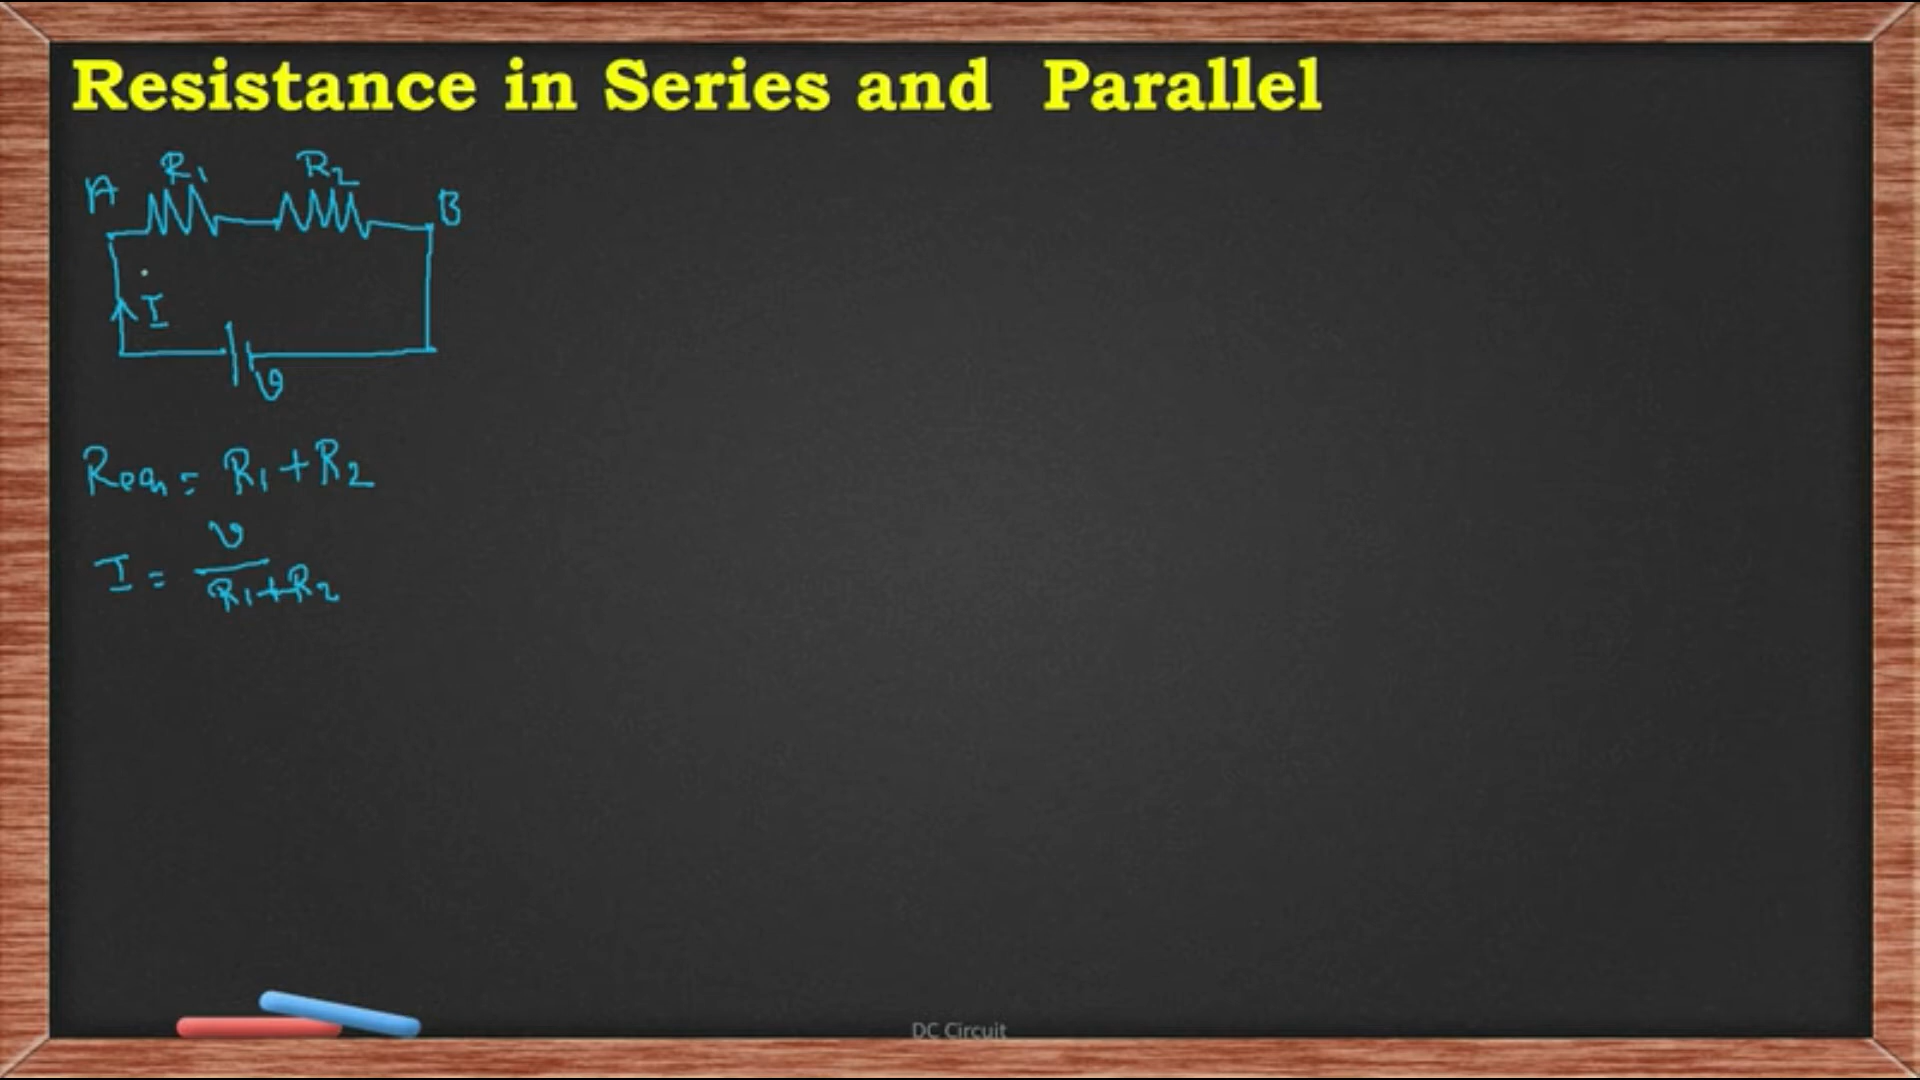 Resistance in Series and Parallel
R1 R2
A B
I
V
Req = R1 + R2
I = V / R1 + R2
DC Circuit